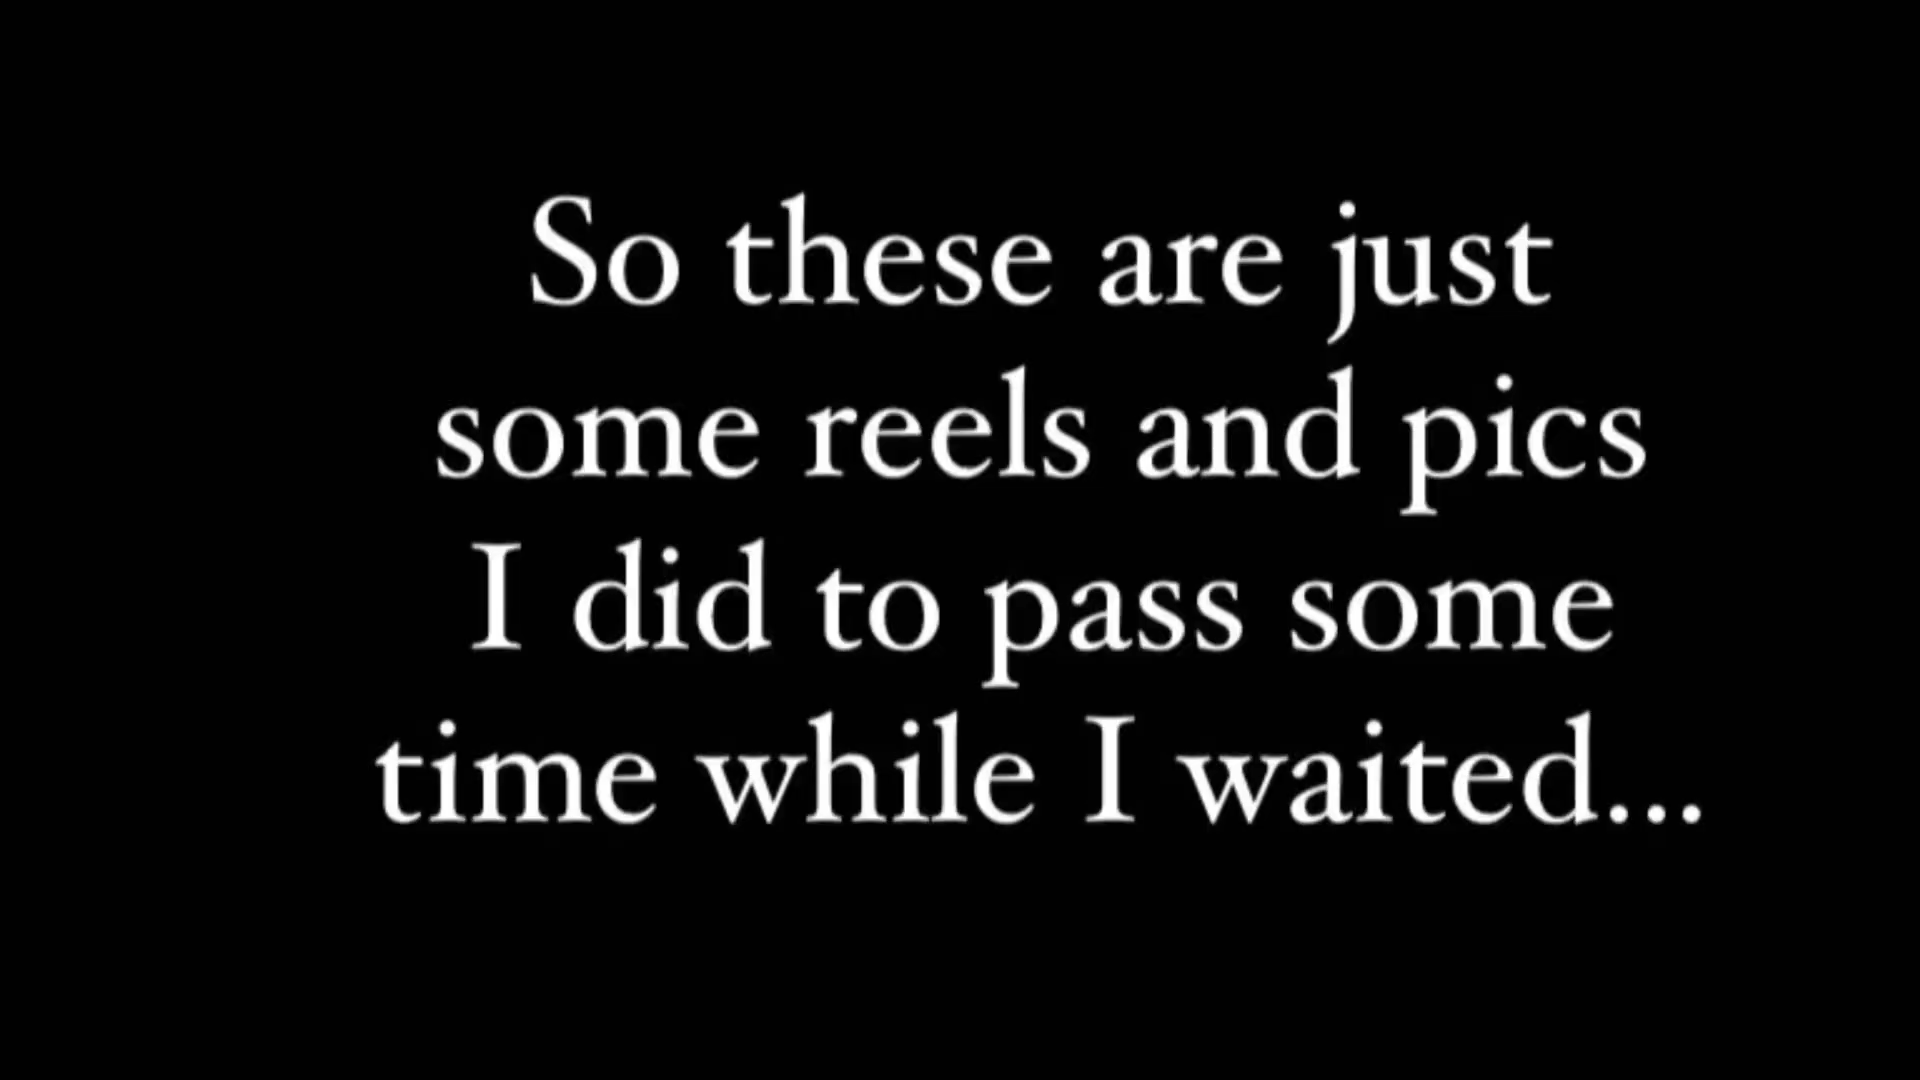 So these are just
some reels and pics
I did to pass some
time while I waited...